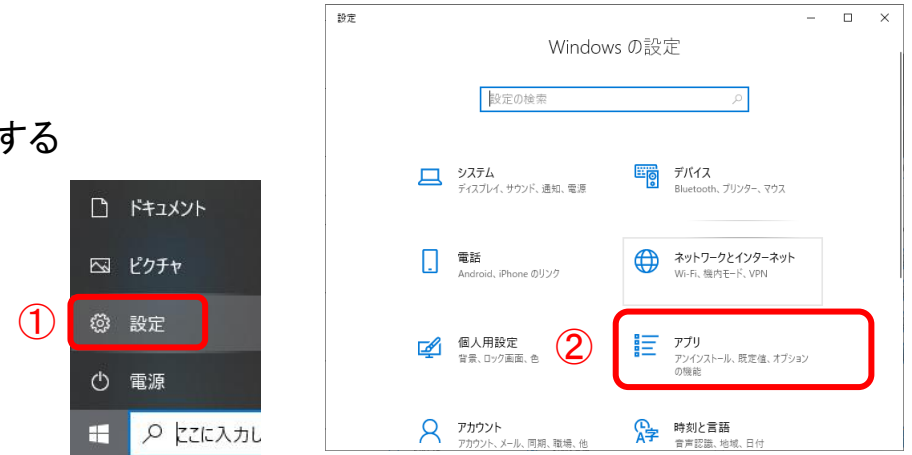 する
ドキュメント
ピクチャ
①
設定
電源
ここに入力し
設定
Windows の設定
設定の検索
システム
ディスプレイ、サウンド、通知、電源
デバイス
Bluetooth、プリンター、マウス
電話
Android、iPhone のリンク
ネットワークとインターネット
Wi-Fi、機内モード、VPN
個人用設定
背景、ロック画面、色
②
アプリ
アンインストール、既定値、オプション
の機能
アカウント
アカウント、メール、同期、職場、他
時刻と言語
音声認識、地域、日付